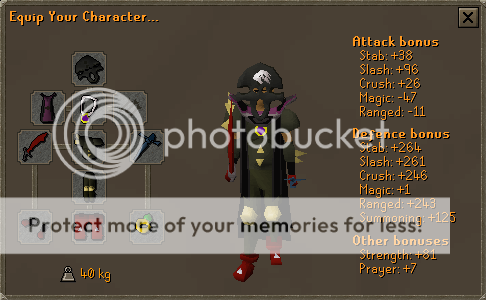 Equip Your Character...
Attack bonus
Stab: +38
Slash: +96
Crush: +26
Magic: -47
Ranged: -11
photobucket
Defence bonus
Stab: +264
Slash: +261
Crush: +246
Magic: +1
Ranged: +243
Protect more of your memories for less!
Summoning: +125
Other bonuses
Strength: +81
Prayer: +7
40 kg